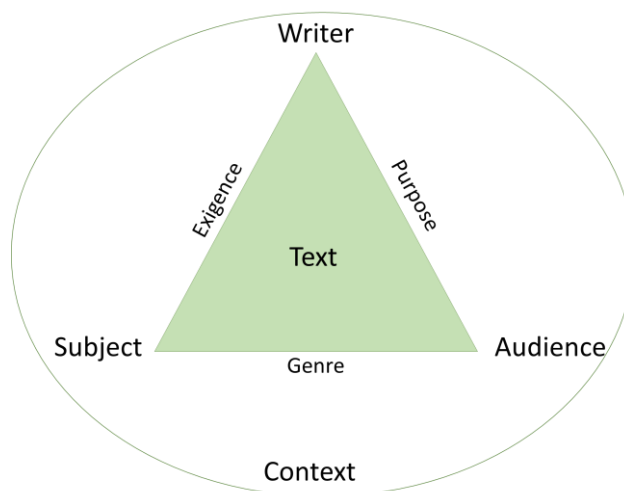 Writer
Exigence
Purpose
Text
Subject
Audience
Genre
Context